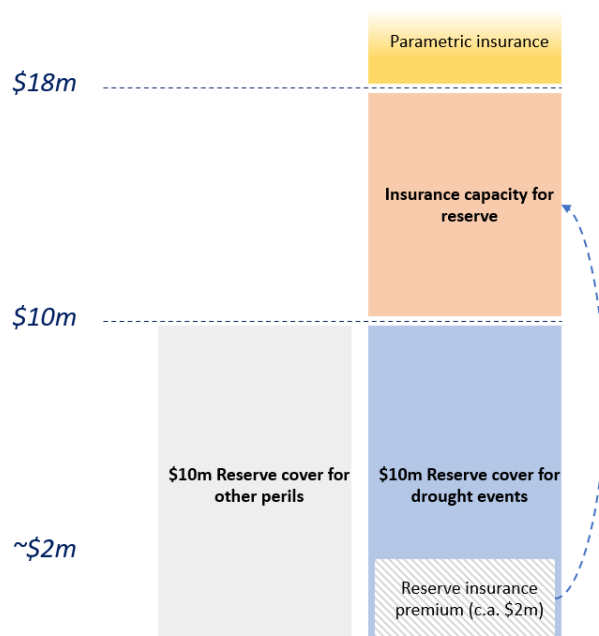 Parametric insurance
$18m
Insurance capacity for
reserve
$10m
$10m Reserve cover for
other perils
$10m Reserve cover for
drought events
~$2m
Reserve insurance
premium (c.a. $2m)